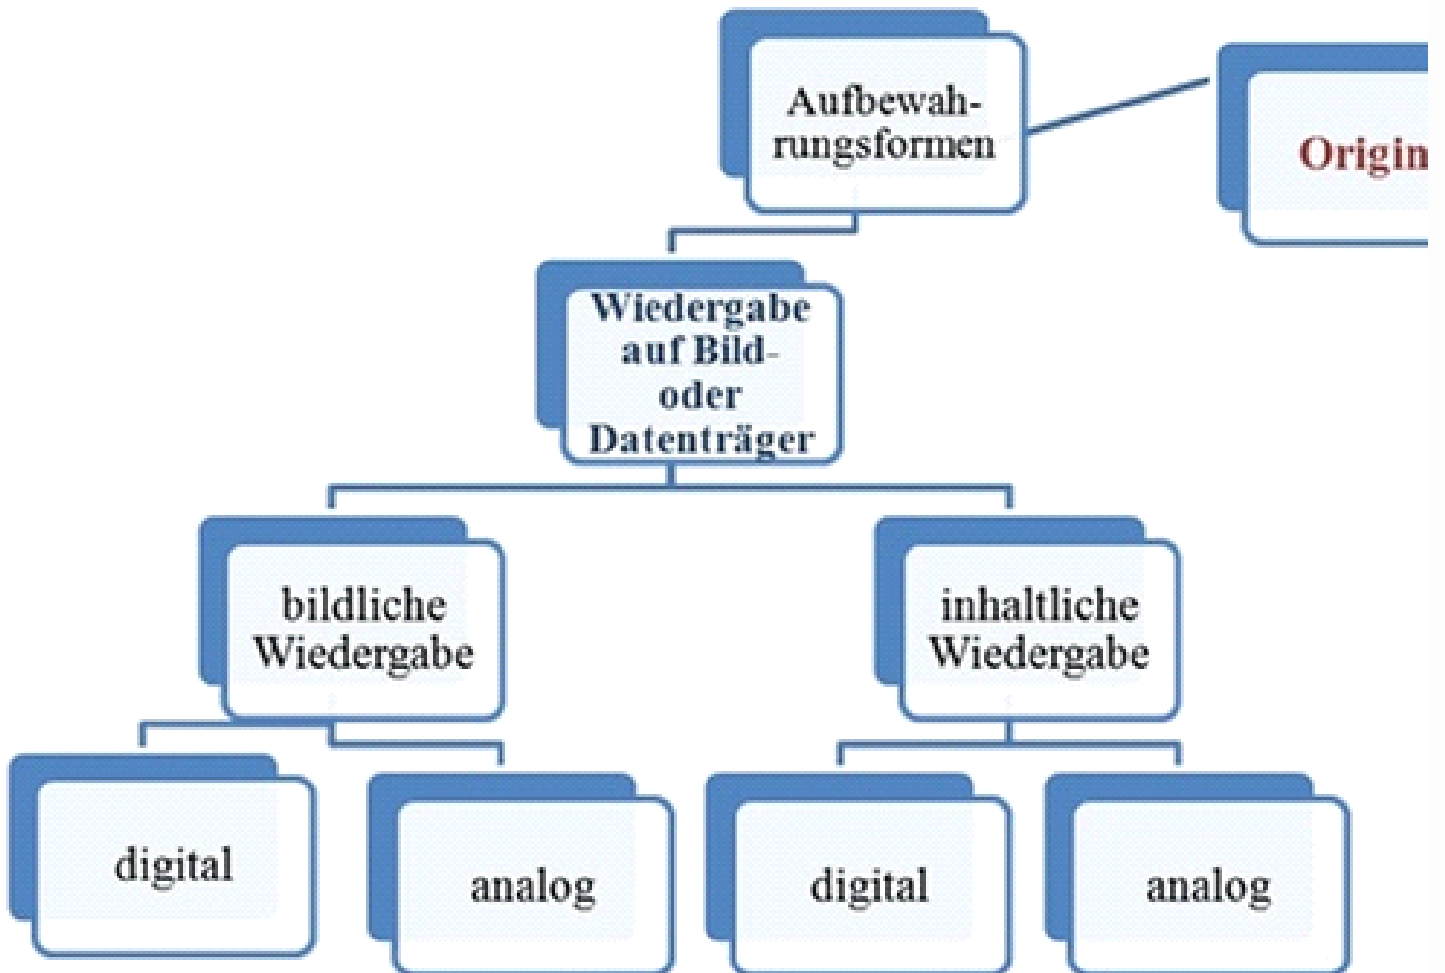 Aufbewah-
rungsformen
Origin
Wiedergabe
auf Bild-
oder
Datenträger
bildliche
Wiedergabe
inhaltliche
Wiedergabe
digital
analog
digital
analog